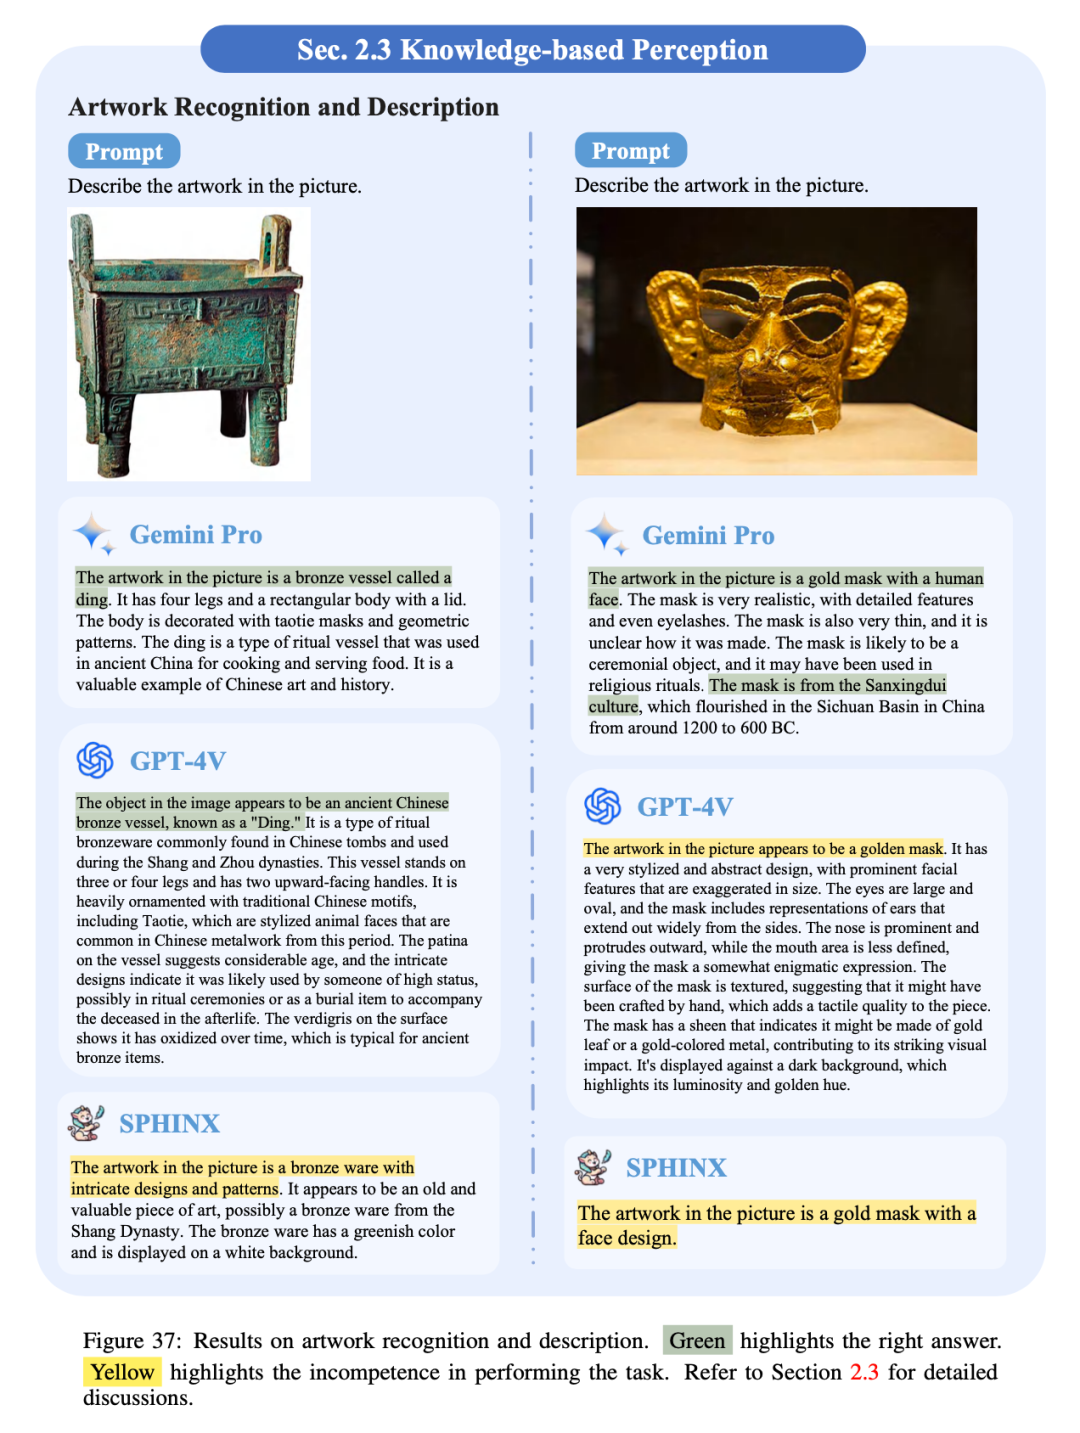 Sec. 2.3 Knowledge-based Perception
Artwork Recognition and Description
Prompt
Describe the artwork in the picture.
Gemini Pro
The artwork in the picture is a bronze vessel called a
ding. It has four legs and a rectangular body with a lid.
The body is decorated with taotie masks and geometric
patterns. The ding is a type of ritual vessel that was used
in ancient China for cooking and serving food. It is a
valuable example of Chinese art and history.
GPT-4V
The object in the image appears to be an ancient Chinese
bronze vessel, known as a "Ding." It is a type of ritual
bronzeware commonly found in Chinese tombs and used
during the Shang and Zhou dynasties. This vessel stands on
three or four legs and has two upward-facing handles. It is
heavily ornamented with traditional Chinese motifs,
including Taotie, which are stylized animal faces that are
common in Chinese metalwork from this period. The patina
on the vessel suggests considerable age, and the intricate
designs indicate it was likely used by someone of high status,
possibly in ritual ceremonies or as a burial item to accompany
the deceased in the afterlife. The verdigris on the surface
shows it has oxidized over time, which is typical for ancient
bronze items.
SPHINX
The artwork in the picture is a bronze ware with
intricate designs and patterns. It appears to be an old and
valuable piece of art, possibly a bronze ware from the
Shang Dynasty. The bronze ware has a greenish color
and is displayed on a white background.
Prompt
Describe the artwork in the picture.
Gemini Pro
The artwork in the picture is a gold mask with a human
face. The mask is very realistic, with detailed features
and even eyelashes. The mask is also very thin, and it is
unclear how it was made. The mask is likely to be a
ceremonial object, and it may have been used in
religious rituals. The mask is from the Sanxingdui
culture, which flourished in the Sichuan Basin in China
from around 1200 to 600 BC.
GPT-4V
The artwork in the picture appears to be a golden mask. It has
a very stylized and abstract design, with prominent facial
features that are exaggerated in size. The eyes are large and
oval, and the mask includes representations of ears that
extend out widely from the sides. The nose is prominent and
protrudes outward, while the mouth area is less defined,
giving the mask a somewhat enigmatic expression. The
surface of the mask is textured, suggesting that it might have
been crafted by hand, which adds a tactile quality to the piece.
The mask has a sheen that indicates it might be made of gold
leaf or a gold-colored metal, contributing to its striking visual
impact. It's displayed against a dark background, which
highlights its luminosity and golden hue.
SPHINX
The artwork in the picture is a gold mask with a
face design.
Figure 37: Results on artwork recognition and description. Green highlights the right answer.
Yellow highlights the incompetence in performing the task. Refer to Section 2.3 for detailed
discussions.